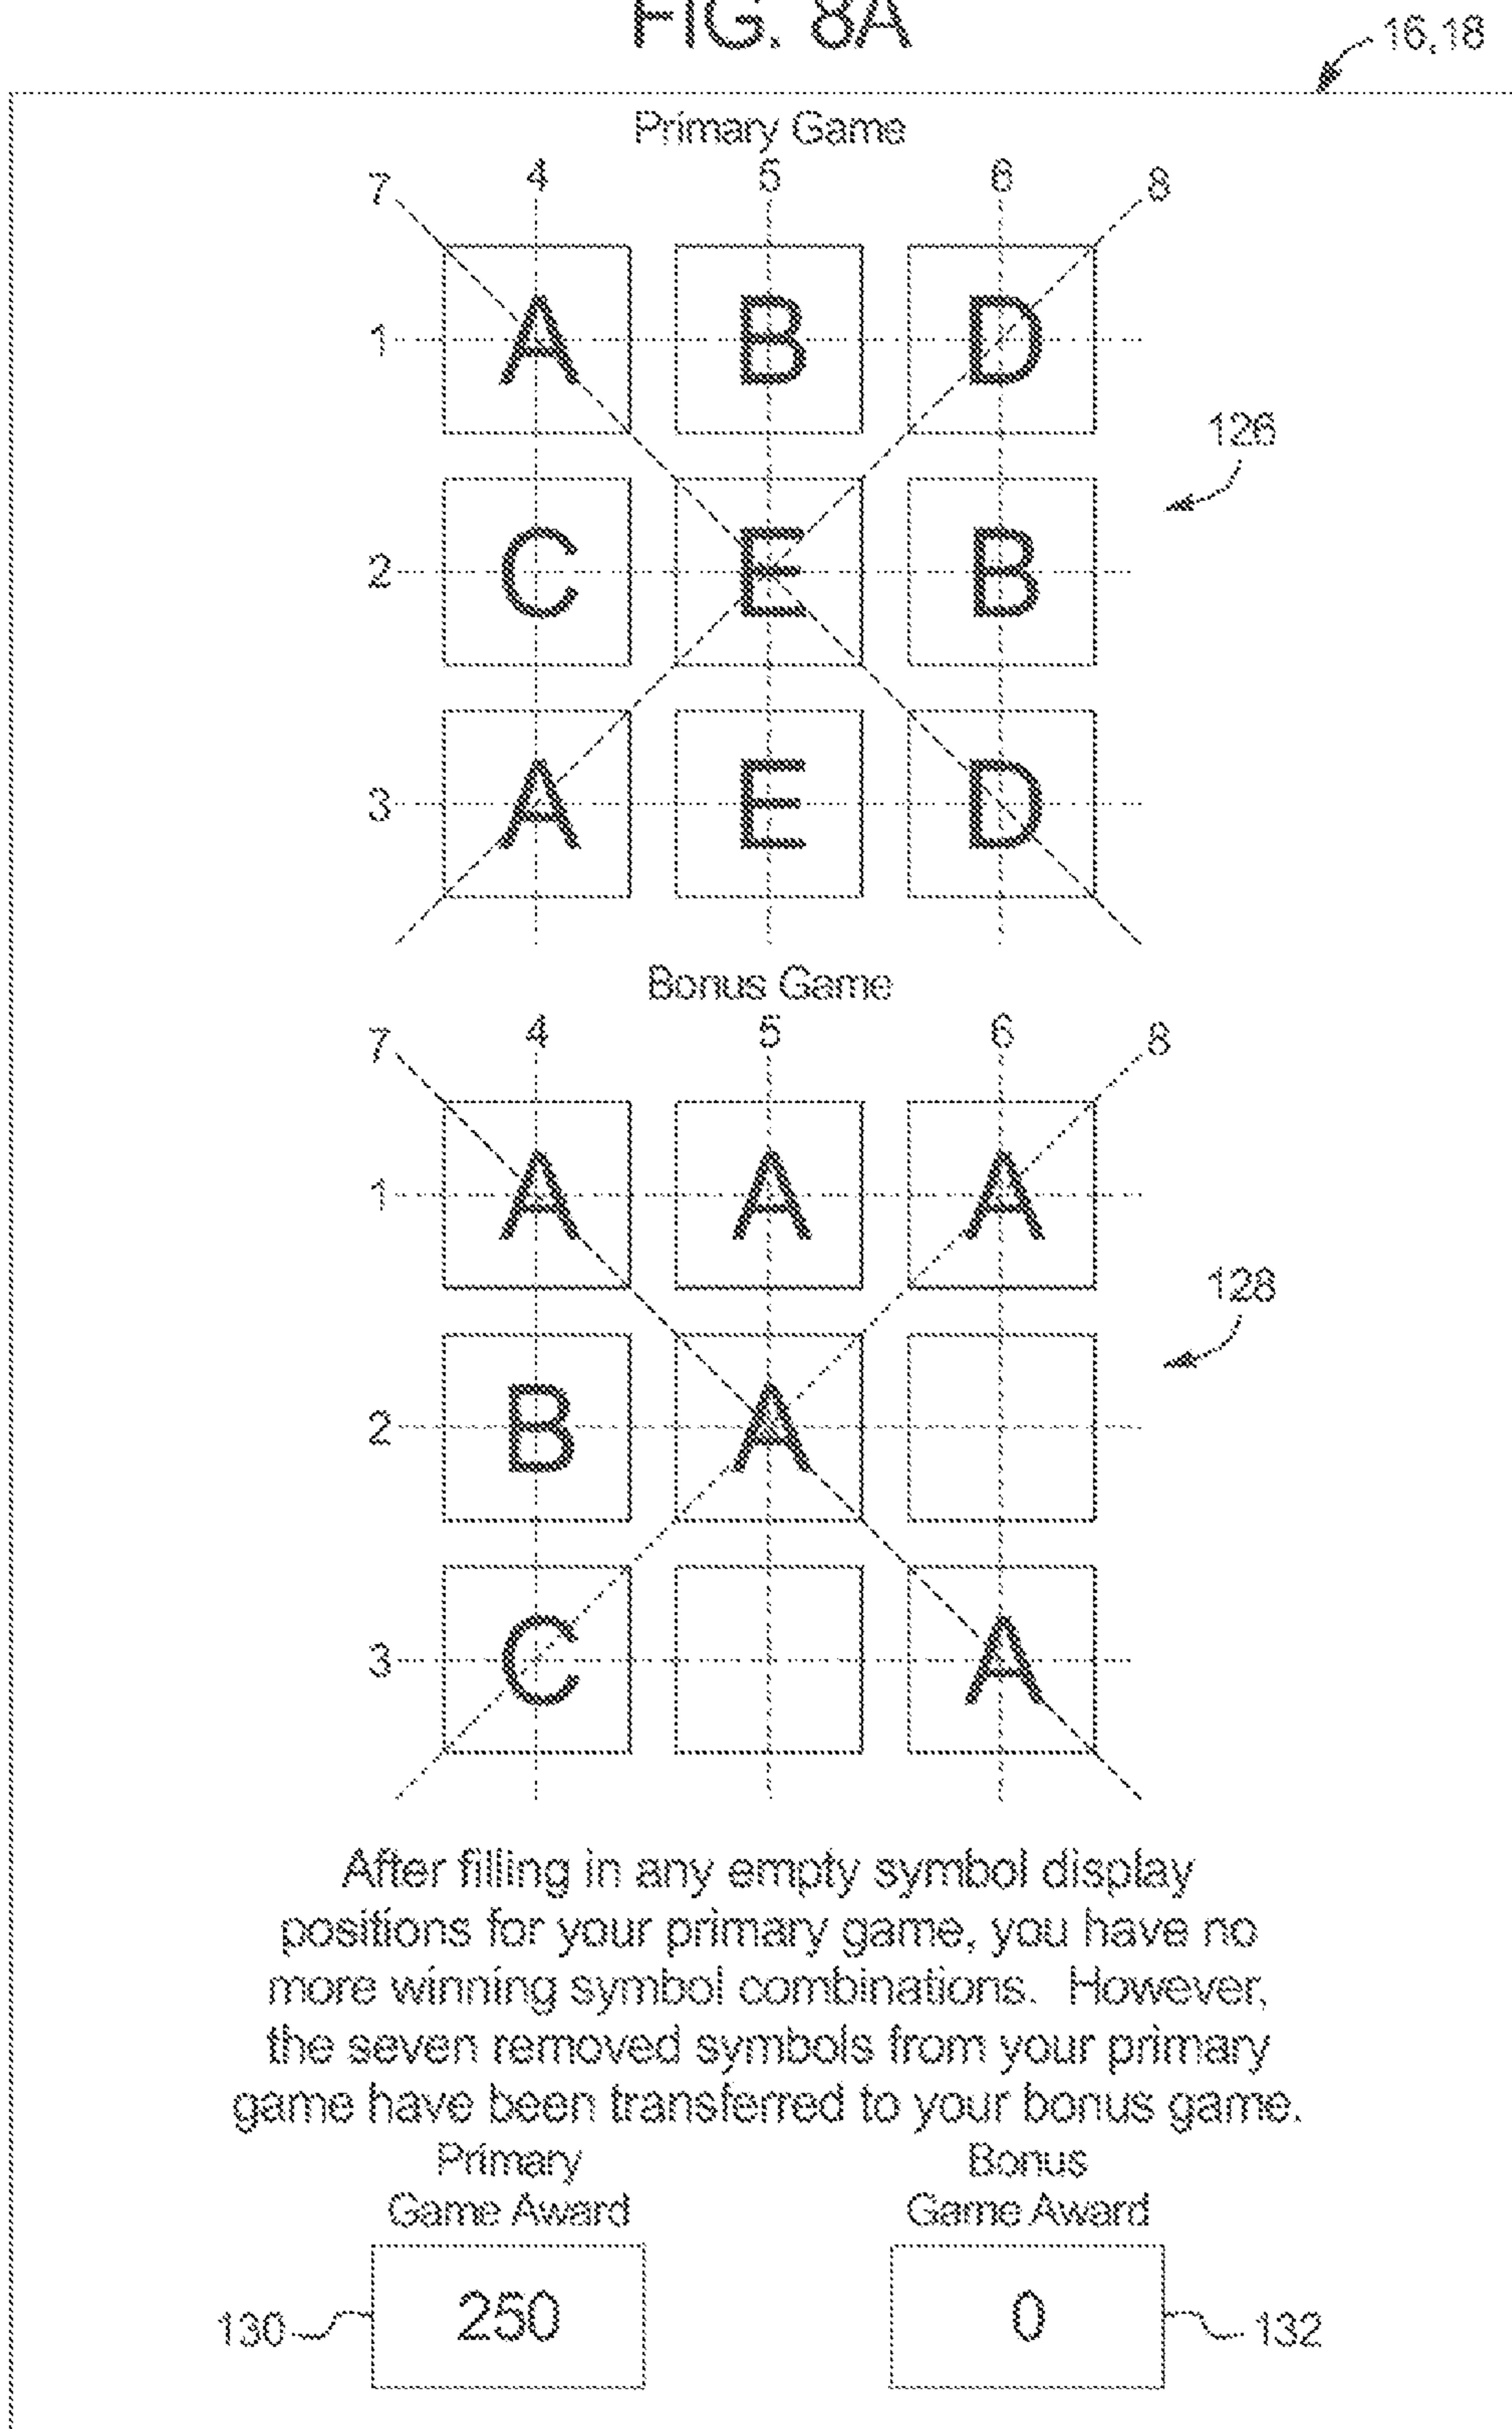 FIG. 8A
16,18
Primary Game
7 4 5 6 8
1 A B D
126
2 C E B
3 A E D
Bonus Game
7 4 5 6 8
1 A A A
128
2 B A
3 C A
After filling in any empty symbol display
positions for your primary game, you have no
more winning symbol combinations. However,
the seven removed symbols from your primary
game have been transferred to your bonus game.
Primary Bonus
Game Award Game Award
130 250 0 132